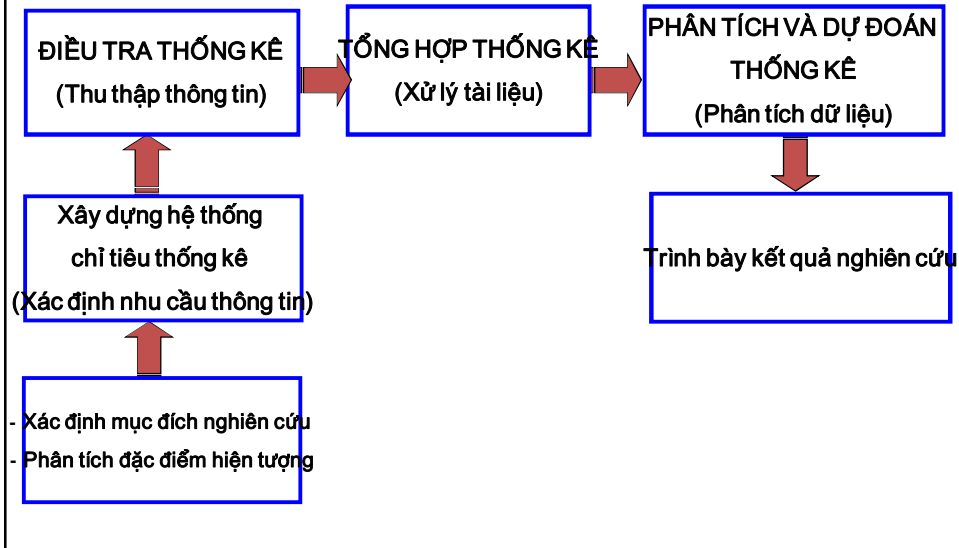 ĐIỀU TRA THỐNG KÊ
(Thu thập thông tin)
TỔNG HỢP THỐNG KÊ
(Xử lý tài liệu)
PHÂN TÍCH VÀ DỰ ĐOÁN
THỐNG KÊ
(Phân tích dữ liệu)
Xây dựng hệ thống
chỉ tiêu thống kê
(Xác định nhu cầu thông tin)
Trình bày kết quả nghiên cứu
- Xác định mục đích nghiên cứu
- Phân tích đặc điểm hiện tượng